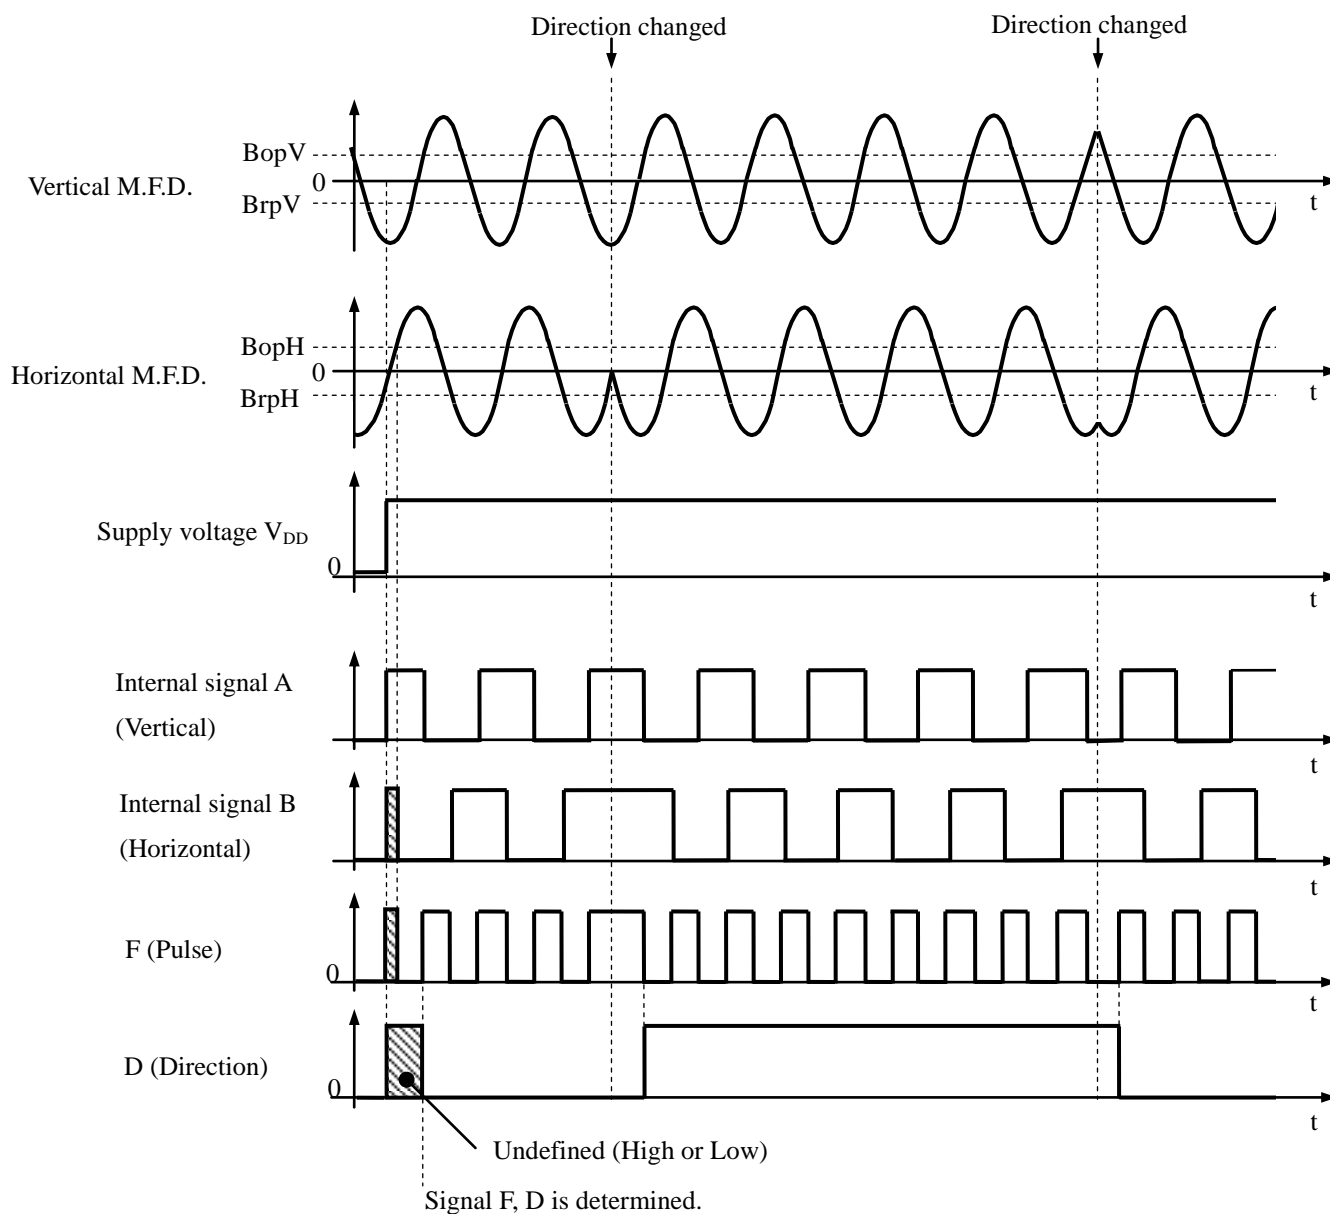 Direction changed
Direction changed
BopV
Vertical M.F.D.
0
BrpV
t
BopH
Horizontal M.F.D.
0
BrpH
t
Supply voltage VDD
0
t
Internal signal A
(Vertical)
t
Internal signal B
(Horizontal)
t
F (Pulse)
0
t
D (Direction)
0
t
Undefined (High or Low)
Signal F, D is determined.